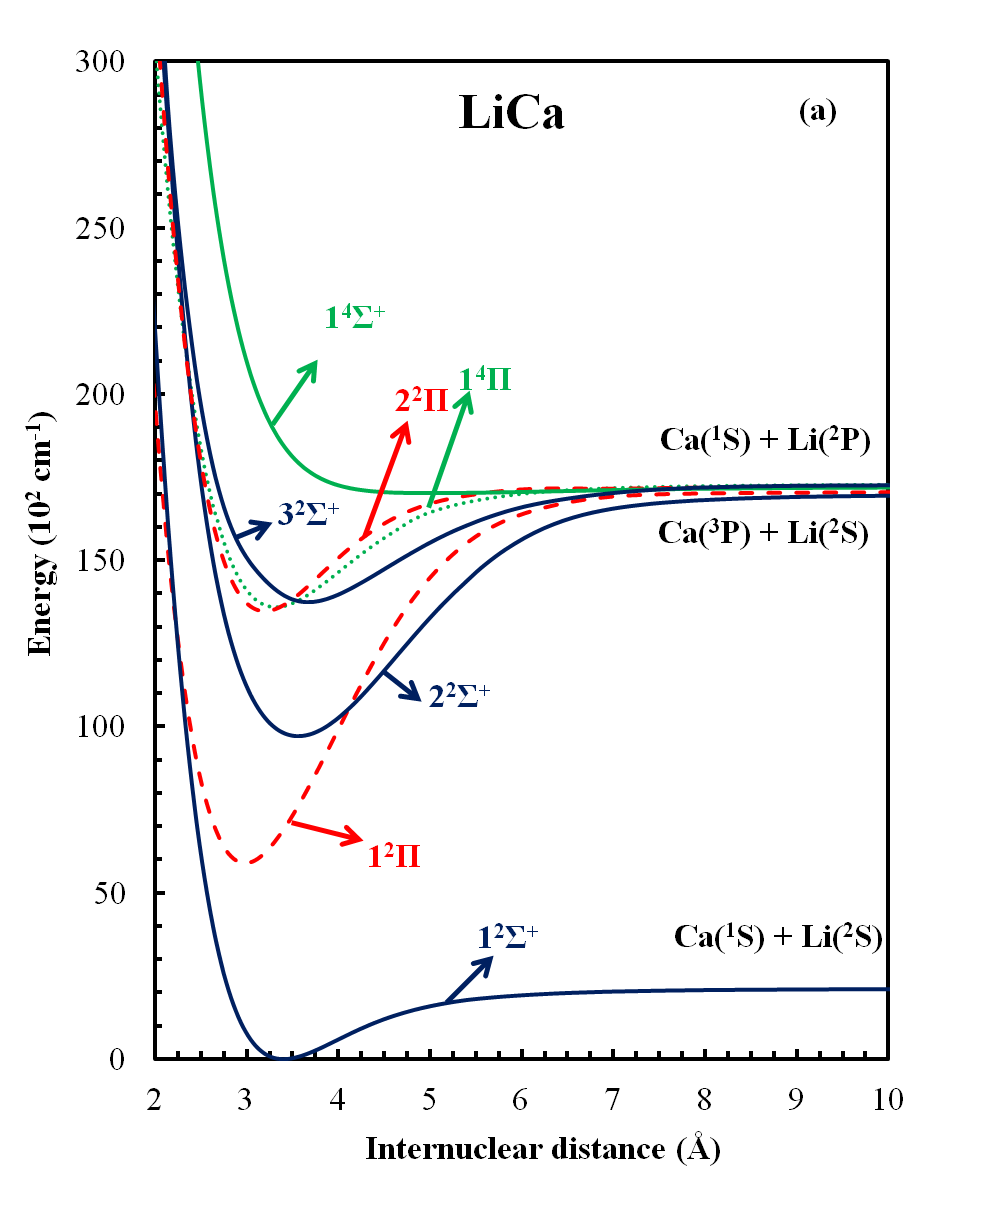 300
LiCa
(a)
250
1⁴Σ⁺
200
2²Π
1⁴Π
Ca(¹S) + Li(²P)
3²Σ⁺
Ca(³P) + Li(²S)
150
2²Σ⁺
100
1²Π
50
1²Σ⁺
Ca(¹S) + Li(²S)
0
2 3 4 5 6 7 8 9 10
Internuclear distance (Å)
Energy (10² cm⁻¹)